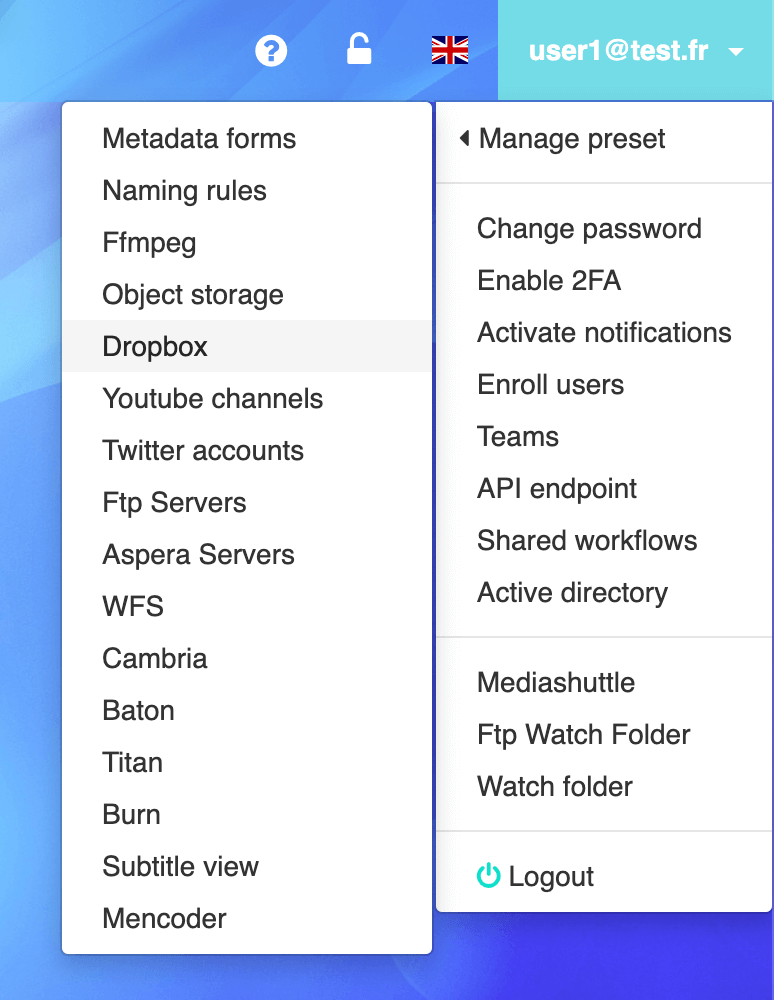 user1@test.fr
Metadata forms
Naming rules
Ffmpeg
Object storage
Dropbox
Youtube channels
Twitter accounts
Ftp Servers
Aspera Servers
WFS
Cambria
Baton
Titan
Burn
Subtitle view
Mencoder
Manage preset
Change password
Enable 2FA
Activate notifications
Enroll users
Teams
API endpoint
Shared workflows
Active directory
Mediashuttle
Ftp Watch Folder
Watch folder
Logout